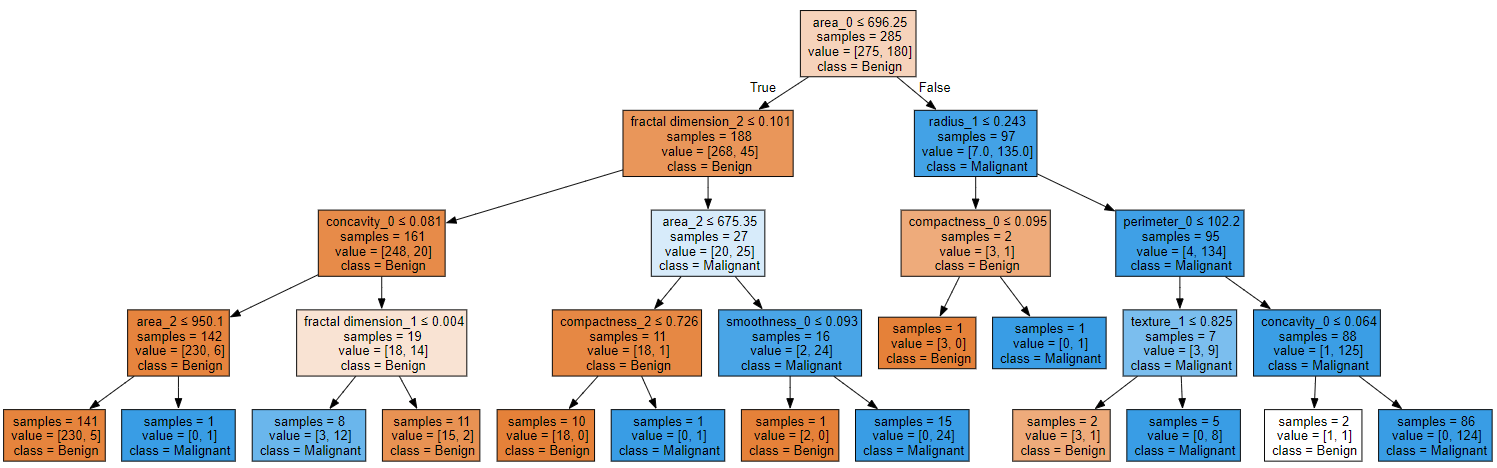 area_0 ≤ 696.25
samples = 285
value = [275, 180]
class = Benign
True
False
fractal dimension_2 ≤ 0.101
samples = 188
value = [268, 45]
class = Benign
radius_1 ≤ 0.243
samples = 97
value = [7.0, 135.0]
class = Malignant
concavity_0 ≤ 0.081
samples = 161
value = [248, 20]
class = Benign
area_2 ≤ 675.35
samples = 27
value = [20, 25]
class = Malignant
compactness_0 ≤ 0.095
samples = 2
value = [3, 1]
class = Benign
perimeter_0 ≤ 102.2
samples = 95
value = [4, 134]
class = Malignant
area_2 ≤ 950.1
samples = 142
value = [230, 6]
class = Benign
fractal dimension_1 ≤ 0.004
samples = 19
value = [18, 14]
class = Benign
compactness_2 ≤ 0.726
samples = 11
value = [18, 1]
class = Benign
smoothness_0 ≤ 0.093
samples = 16
value = [2, 24]
class = Malignant
samples = 1
value = [3, 0]
class = Benign
samples = 1
value = [0, 1]
class = Malignant
texture_1 ≤ 0.825
samples = 7
value = [3, 9]
class = Malignant
concavity_0 ≤ 0.064
samples = 88
value = [1, 125]
class = Malignant
samples = 141
value = [230, 5]
class = Benign
samples = 1
value = [0, 1]
class = Malignant
samples = 8
value = [3, 12]
class = Malignant
samples = 11
value = [15, 2]
class = Benign
samples = 10
value = [18, 0]
class = Benign
samples = 1
value = [0, 1]
class = Malignant
samples = 1
value = [2, 0]
class = Benign
samples = 15
value = [0, 24]
class = Malignant
samples = 2
value = [3, 1]
class = Benign
samples = 5
value = [0, 8]
class = Malignant
samples = 2
value = [1, 1]
class = Benign
samples = 86
value = [0, 124]
class = Malignant